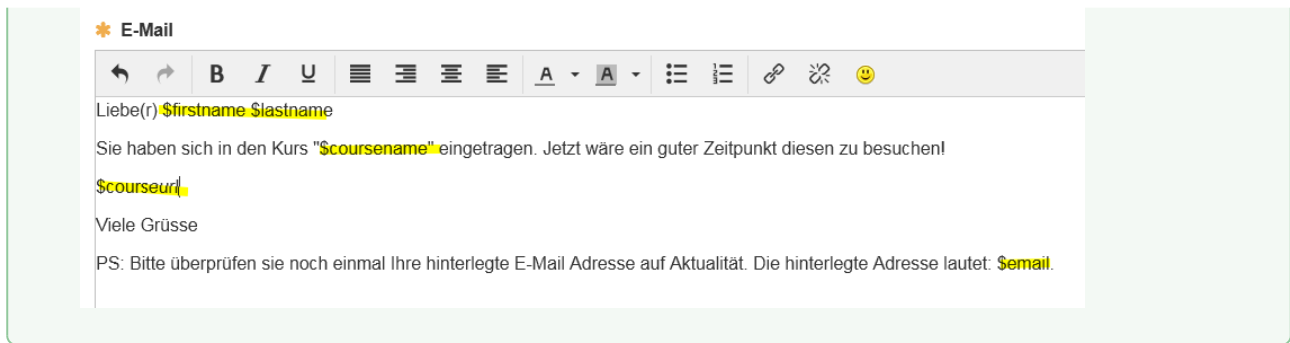 ✱ E-Mail
B I U A A
Liebe(r) $firstname $lastname
Sie haben sich in den Kurs "$coursename" eingetragen. Jetzt wäre ein guter Zeitpunkt diesen zu besuchen!
$courseurl
Viele Grüsse
PS: Bitte überprüfen sie noch einmal Ihre hinterlegte E-Mail Adresse auf Aktualität. Die hinterlegte Adresse lautet: $email.